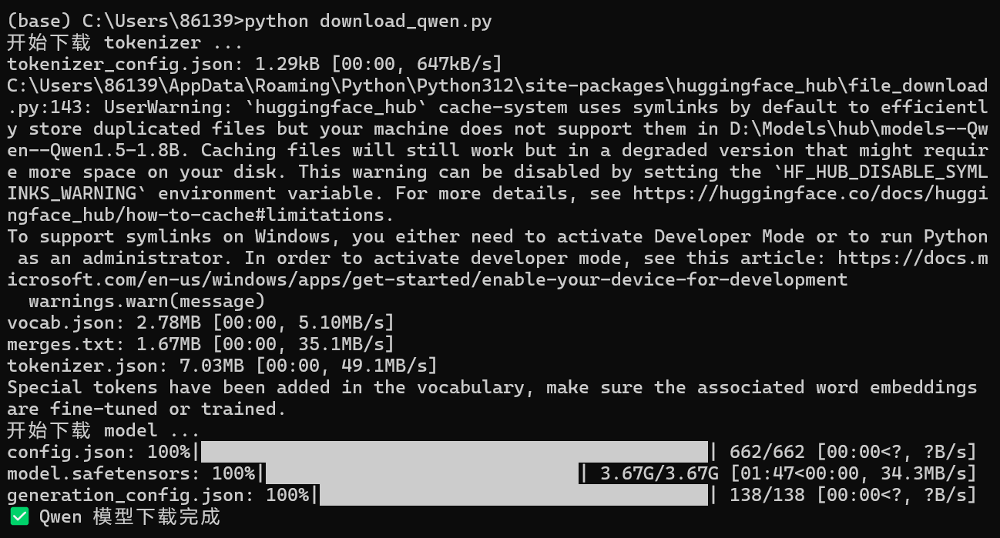 (base) C:\Users\86139>python download_qwen.py
开始下载 tokenizer ...
tokenizer_config.json: 1.29kB [00:00, 647kB/s]
C:\Users\86139\AppData\Roaming\Python\Python312\site-packages\huggingface_hub\file_download
.py:143: UserWarning: `huggingface_hub` cache-system uses symlinks by default to efficientl
y store duplicated files but your machine does not support them in D:\Models\hub\models--Qw
en--Qwen1.5-1.8B. Caching files will still work but in a degraded version that might requir
e more space on your disk. This warning can be disabled by setting the `HF_HUB_DISABLE_SYML
INKS_WARNING` environment variable. For more details, see https://huggingface.co/docs/huggi
ngface_hub/how-to-cache#limitations.
To support symlinks on Windows, you either need to activate Developer Mode or to run Python
 as an administrator. In order to activate developer mode, see this article: https://docs.m
icrosoft.com/en-us/windows/apps/get-started/enable-your-device-for-development
  warnings.warn(message)
vocab.json: 2.78MB [00:00, 5.10MB/s]
merges.txt: 1.67MB [00:00, 35.1MB/s]
tokenizer.json: 7.03MB [00:00, 49.1MB/s]
Special tokens have been added in the vocabulary, make sure the associated word embeddings
are fine-tuned or trained.
开始下载 model ...
config.json: 100%| | 662/662 [00:00<?, ?B/s]
model.safetensors: 100%| | 3.67G/3.67G [01:47<00:00, 34.3MB/s]
generation_config.json: 100%| | 138/138 [00:00<?, ?B/s]
✅ Qwen 模型下载完成